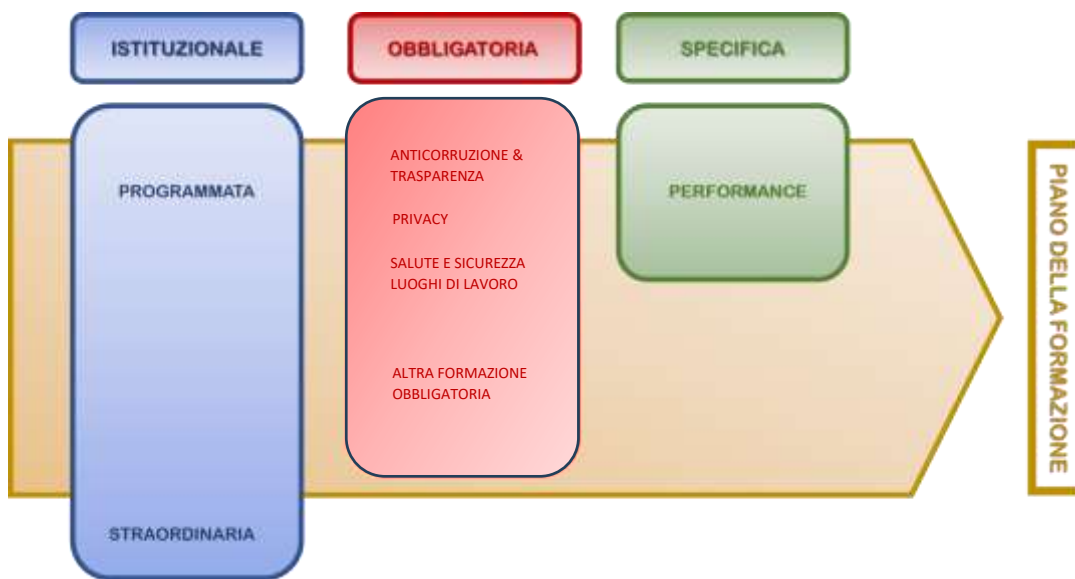 ISTITUZIONALE
OBBLIGATORIA
SPECIFICA
PROGRAMMATA
STRAORDINARIA
ANTICORRUZIONE &
TRASPARENZA
PRIVACY
SALUTE E SICUREZZA
LUOGHI DI LAVORO
ALTRA FORMAZIONE
OBBLIGATORIA
PERFORMANCE
PIANO DELLA FORMAZIONE